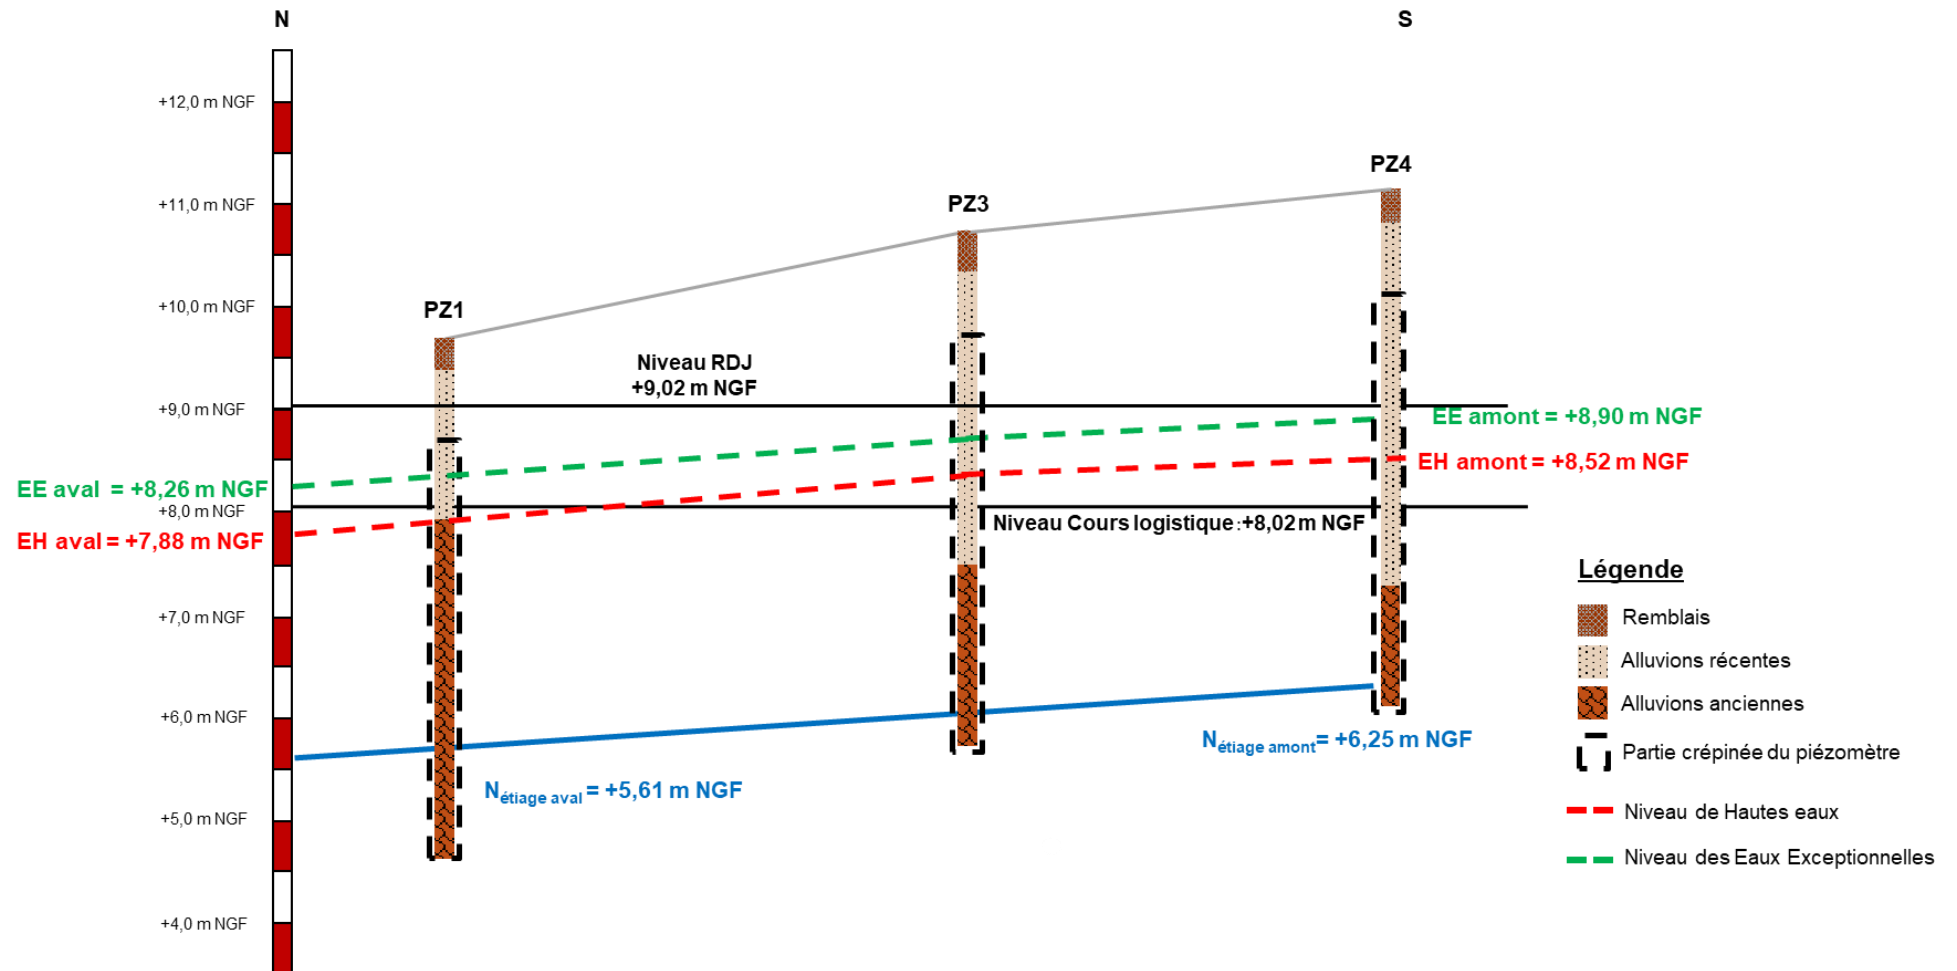 N
S
+12,0 m NGF
PZ4
+11,0 m NGF
PZ3
+10,0 m NGF
PZ1
Niveau RDJ
+9,02 m NGF
+9,0 m NGF
EE amont = +8,90 m NGF
EH amont = +8,52 m NGF
EE aval = +8,26 m NGF
+8,0 m NGF
Niveau Cours logistique : +8,02 m NGF
EH aval = +7,88 m NGF
Légende
+7,0 m NGF
Remblais
Alluvions récentes
Alluvions anciennes
+6,0 m NGF
Nétiage amont = +6,25 m NGF
Partie crépinée du piézomètre
Nétiage aval = +5,61 m NGF
+5,0 m NGF
Niveau de Hautes eaux
Niveau des Eaux Exceptionnelles
+4,0 m NGF